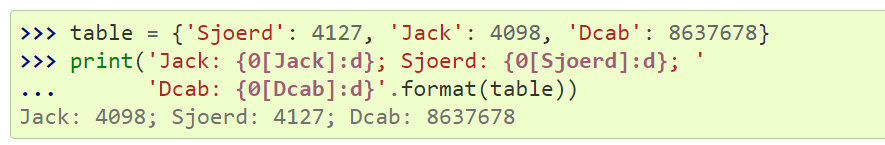 >>> table = {'Sjoerd': 4127, 'Jack': 4098, 'Dcab': 8637678}
>>> print('Jack: {0[Jack]:d}; Sjoerd: {0[Sjoerd]:d}; '
...       'Dcab: {0[Dcab]:d}'.format(table))
Jack: 4098; Sjoerd: 4127; Dcab: 8637678